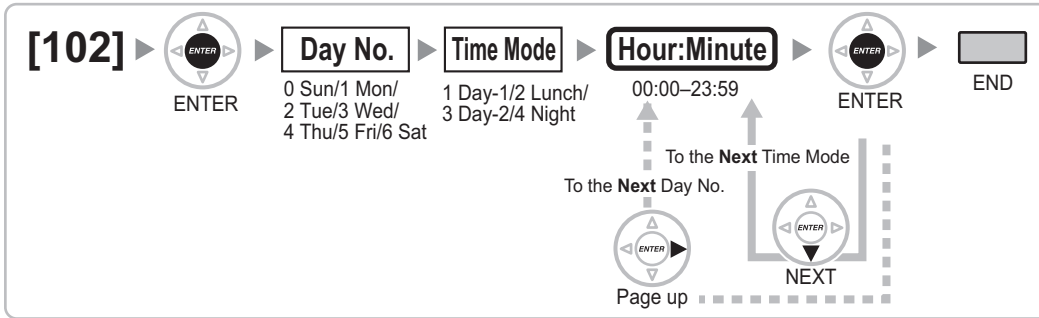 [102]
ENTER
ENTER
Day No.
0 Sun/1 Mon/
2 Tue/3 Wed/
4 Thu/5 Fri/6 Sat
Time Mode
1 Day-1/2 Lunch/
3 Day-2/4 Night
Hour:Minute
00:00–23:59
ENTER
ENTER
END
To the Next Time Mode
To the Next Day No.
ENTER
Page up
ENTER
NEXT